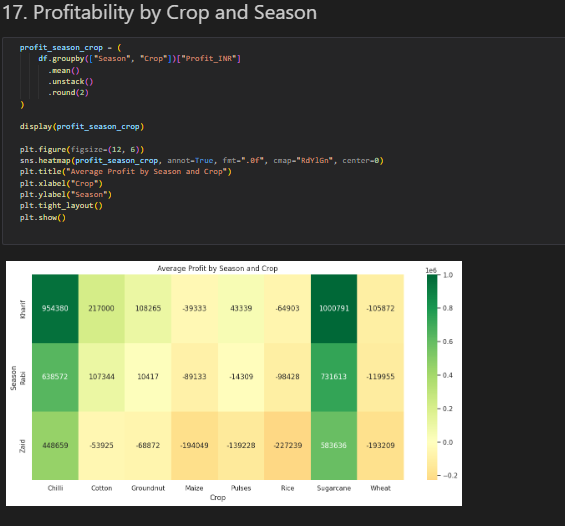 17. Profitability by Crop and Season
profit_season_crop = (
df.groupby(["Season", "Crop"])["Profit_INR"]
.mean()
.unstack()
.round(2)
)
display(profit_season_crop)
plt.figure(figsize=(12, 6))
sns.heatmap(profit_season_crop, annot=True, fmt=".0f", cmap="RdYlGn", center=0)
plt.title("Average Profit by Season and Crop")
plt.xlabel("Crop")
plt.ylabel("Season")
plt.tight_layout()
plt.show()
Average Profit by Season and Crop
1e6
1.0
Kharif 954380 217000 108265 -39333 43339 -64903 1000791 -105872
0.8
0.6
Season
Rabi 638572 107344 10417 -89133 -14309 -98428 731613 -119955
0.4
0.2
0.0
Zaid 448659 -53925 -68872 -194049 -139228 -227239 583636 -193209
-0.2
Chilli Cotton Groundnut Maize Pulses Rice Sugarcane Wheat
Crop